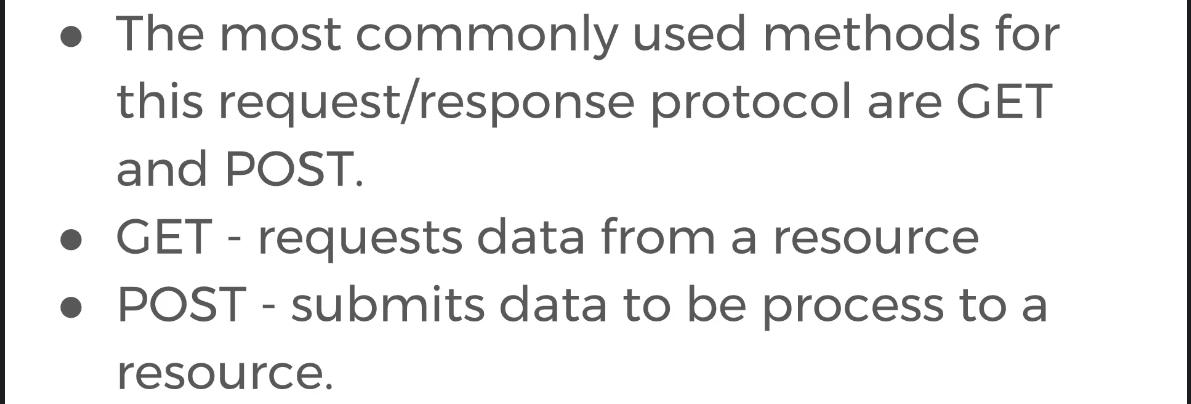 ● The most commonly used methods for
this request/response protocol are GET
and POST.
● GET - requests data from a resource
● POST - submits data to be process to a
resource.